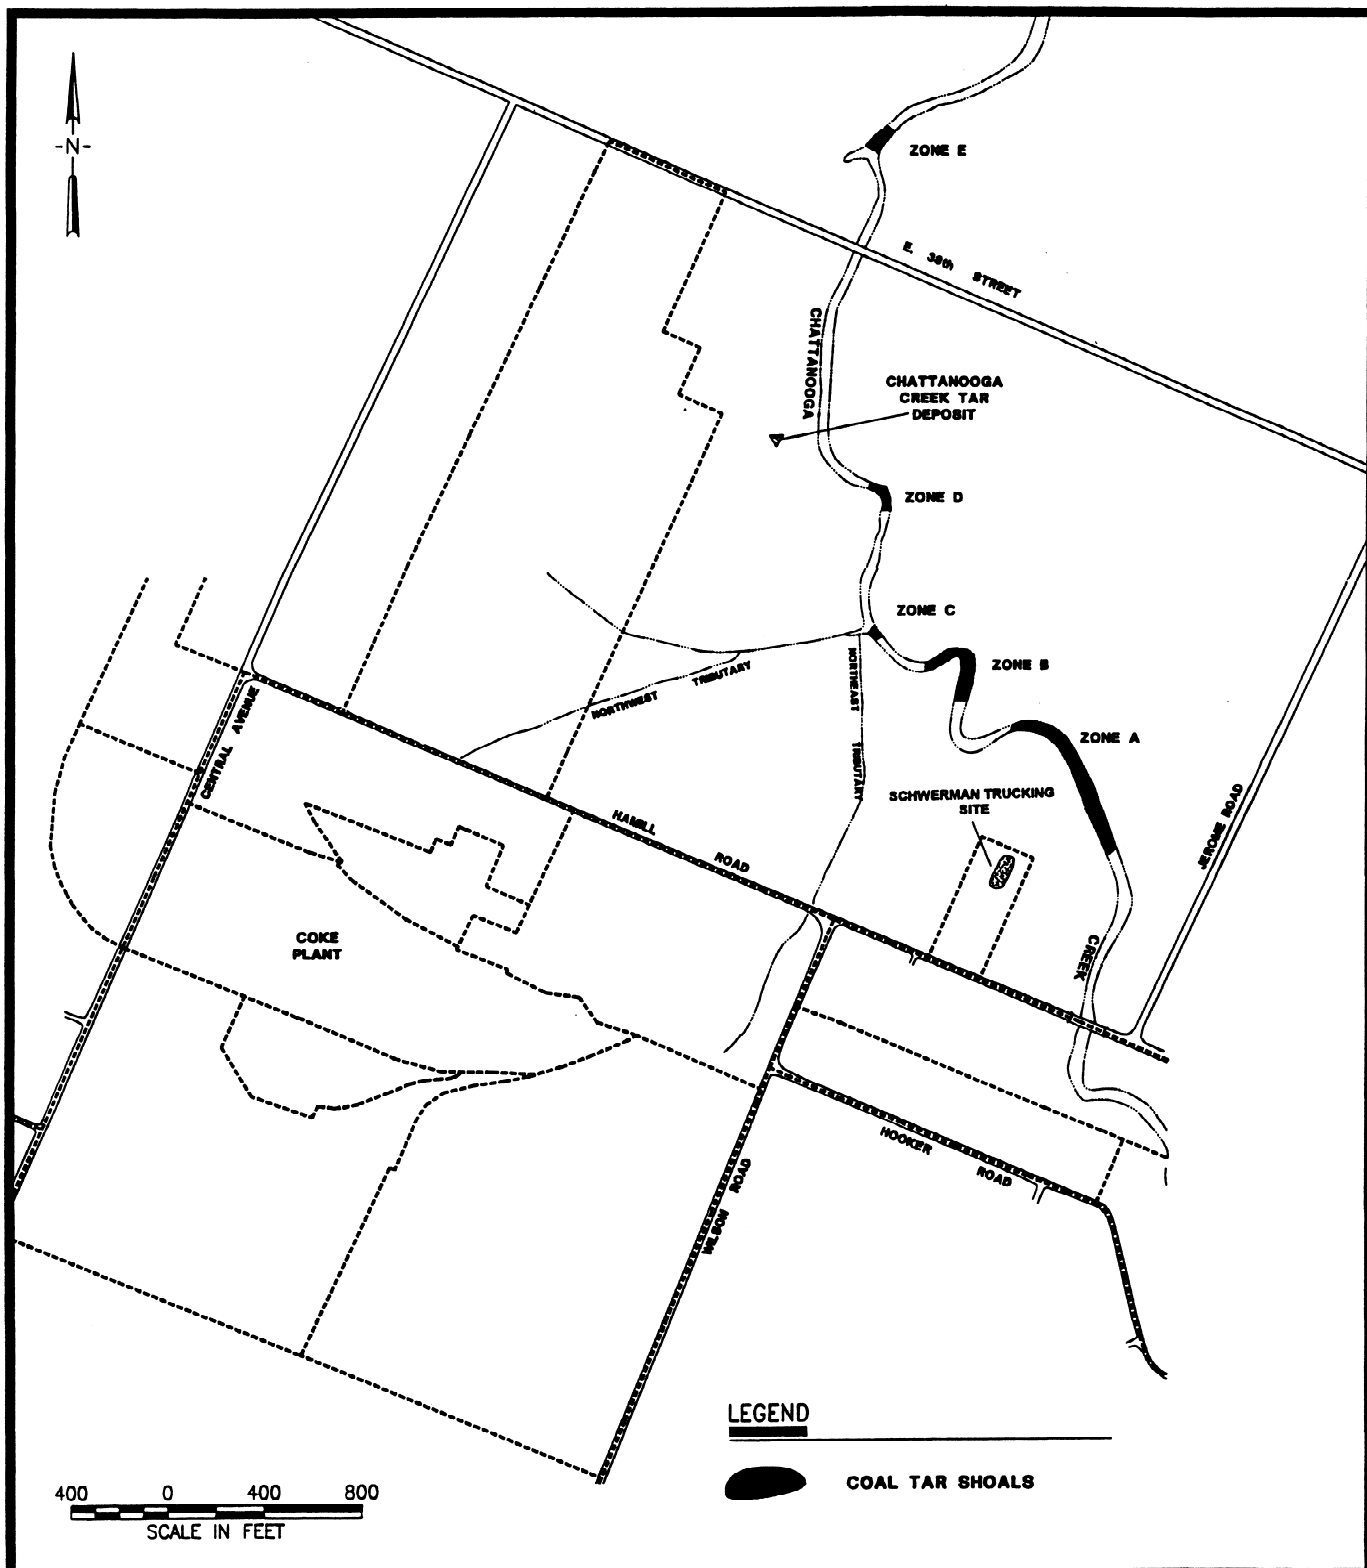 -N-
ZONE E
E. 38th STREET
CHATTANOOGA
CHATTANOOGA
CREEK TAR
DEPOSIT
ZONE D
ZONE C
ZONE B
NORTHWEST TRIBUTARY
NORTHEAST TRIBUTARY
ZONE A
CENTRAL AVENUE
SCHWERMAN TRUCKING
SITE
JEROME ROAD
HAMILL ROAD
COKE
PLANT
CREEK
HOOKER ROAD
WILSON ROAD
LEGEND
COAL TAR SHOALS
400 0 400 800
SCALE IN FEET